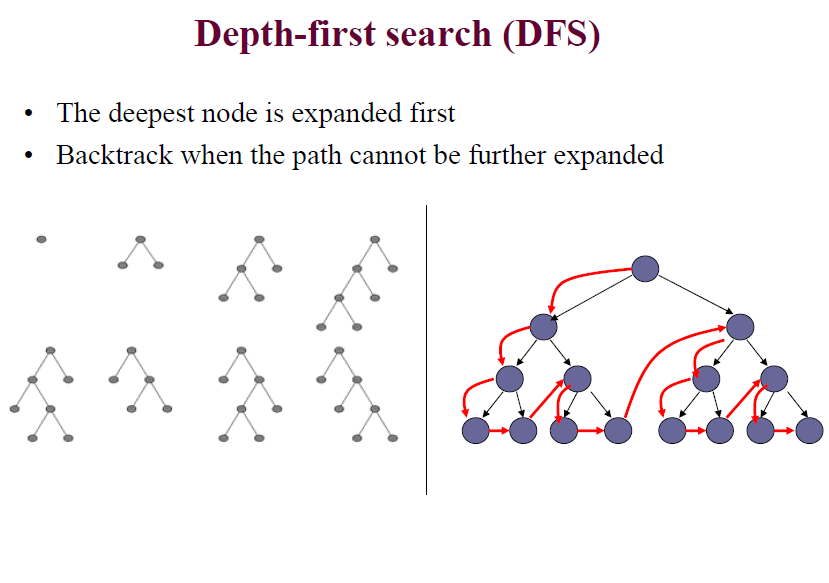 Depth-first search (DFS)
• The deepest node is expanded first
• Backtrack when the path cannot be further expanded